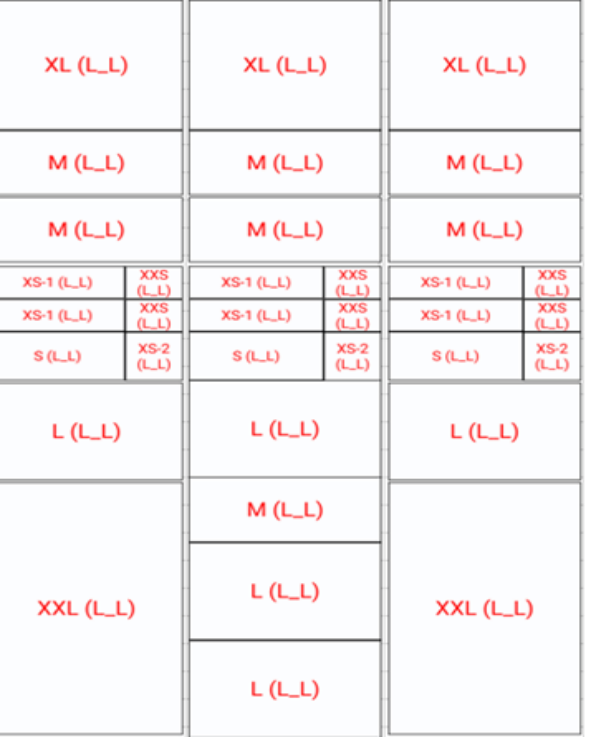 XL (L_L) XL (L_L) XL (L_L)
M (L_L) M (L_L) M (L_L)
M (L_L) M (L_L) M (L_L)
XS-1 (L_L) XXS (L_L) XS-1 (L_L) XXS (L_L) XS-1 (L_L) XXS (L_L)
XS-1 (L_L) XXS (L_L) XS-1 (L_L) XXS (L_L) XS-1 (L_L) XXS (L_L)
S (L_L) XS-2 (L_L) S (L_L) XS-2 (L_L) S (L_L) XS-2 (L_L)
L (L_L) L (L_L) L (L_L)
M (L_L)
L (L_L)
XXL (L_L) XXL (L_L)
L (L_L)